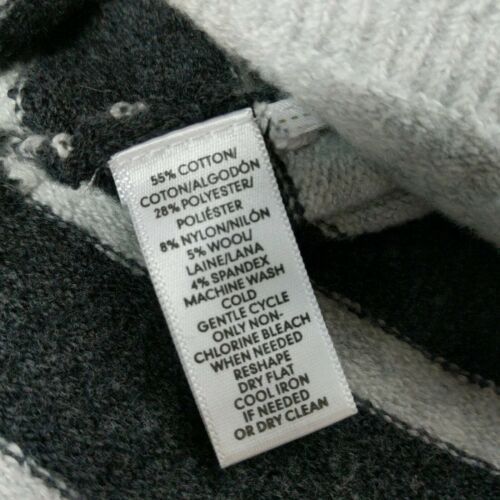 55% COTTON/
COTON/ALGODÓN
28% POLYESTER/
POLIÉSTER
8% NYLON/NILÓN
5% WOOL/
LAINE/LANA
4% SPANDEX
MACHINE WASH
COLD
GENTLE CYCLE
ONLY NON-
CHLORINE BLEACH
WHEN NEEDED
RESHAPE
DRY FLAT
COOL IRON
IF NEEDED
OR DRY CLEAN